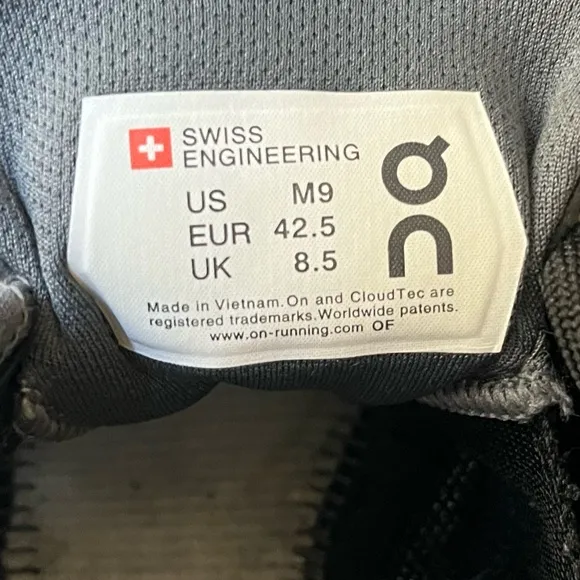 SWISS
ENGINEERING
US M9
EUR 42.5
UK 8.5
Made in Vietnam. On and CloudTec are
registered trademarks. Worldwide patents.
www.on-running.com OF
On